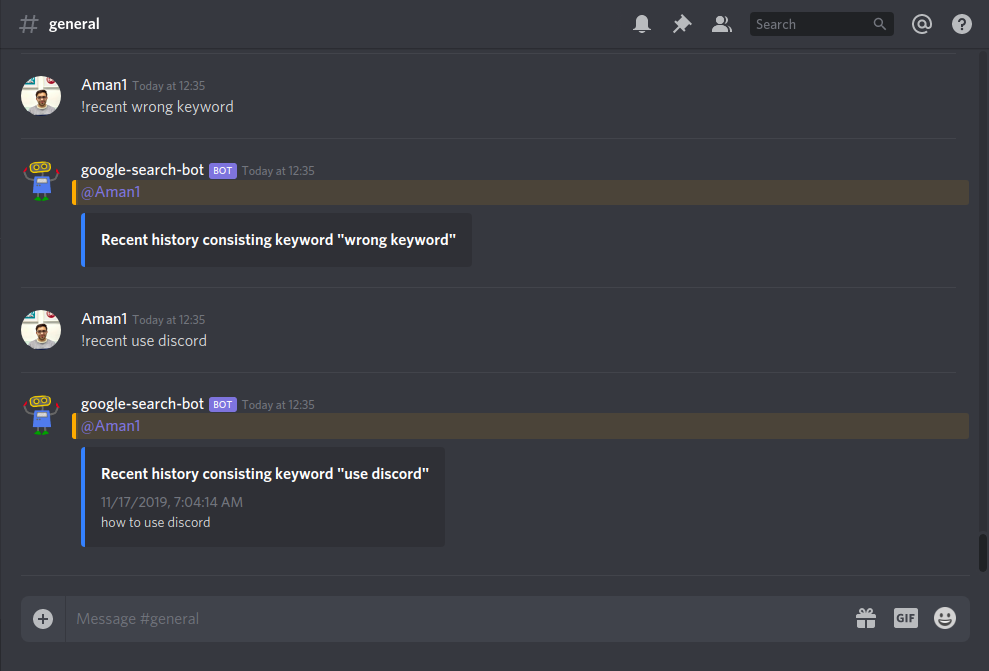 # general
Search
Aman1 Today at 12:35
!recent wrong keyword
google-search-bot BOT Today at 12:35
@Aman1
Recent history consisting keyword "wrong keyword"
Aman1 Today at 12:35
!recent use discord
google-search-bot BOT Today at 12:35
@Aman1
Recent history consisting keyword "use discord"
11/17/2019, 7:04:14 AM
how to use discord
Message #general
GIF